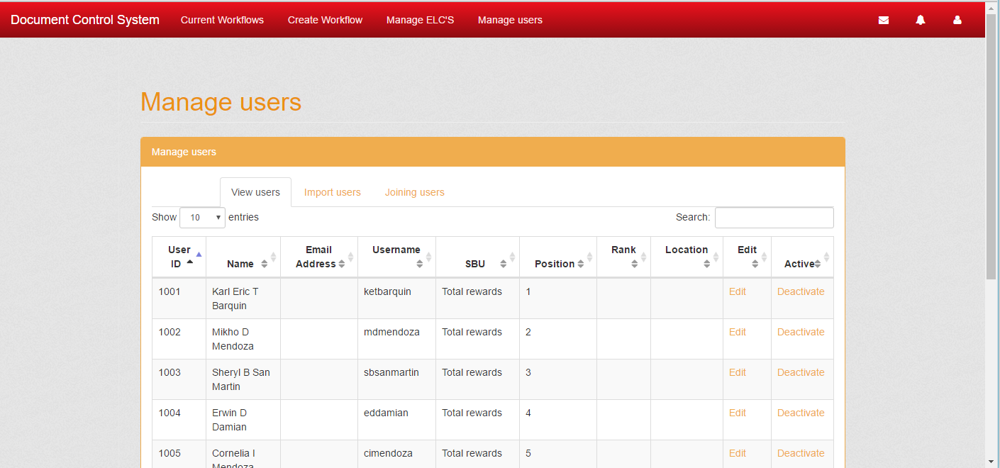 Document Control System Current Workflows Create Workflow Manage ELC'S Manage users
Manage users
Manage users
View users Import users Joining users
Show 10 entries Search:
User ID Name Email Address Username SBU Position Rank Location Edit Active
1001 Karl Eric T Barquin ketbarquin Total rewards 1 Edit Deactivate
1002 Mikho D Mendoza mdmendoza Total rewards 2 Edit Deactivate
1003 Sheryl B San Martin sbsanmartin Total rewards 3 Edit Deactivate
1004 Erwin D Damian eddamian Total rewards 4 Edit Deactivate
1005 Cornelia I Mendoza cimendoza Total rewards 5 Edit Deactivate